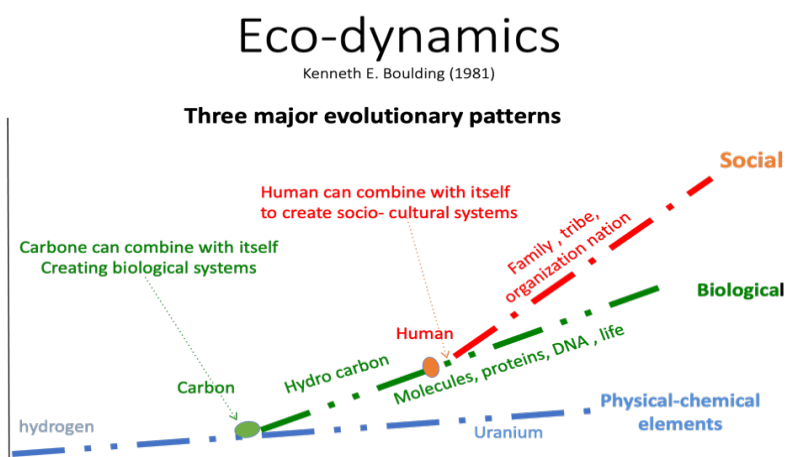 Eco-dynamics
Kenneth E. Boulding (1981)
Three major evolutionary patterns
Social
Human can combine with itself
to create socio- cultural systems
Family , tribe,
organization nation
Carbone can combine with itself
Creating biological systems
Biological
Human
Hydro carbon
Molecules, proteins, DNA , life
Carbon
Physical-chemical
elements
hydrogen
Uranium